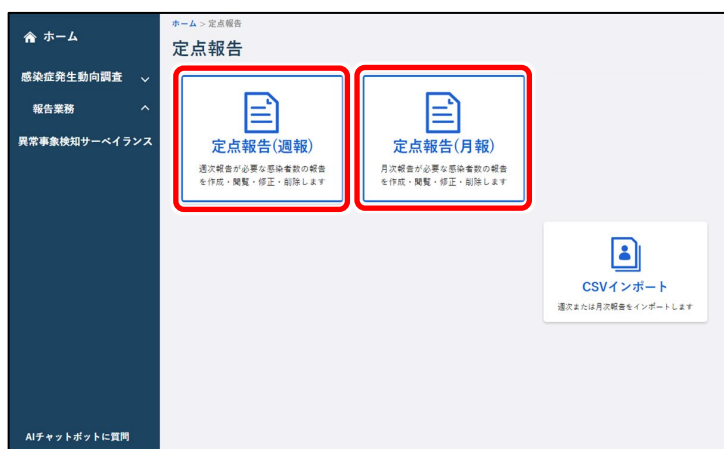 ホーム
感染症発生動向調査
報告業務
異常事象検知サーベイランス
AIチャットボットに質問
ホーム > 定点報告
定点報告
定点報告(週報)
週次報告が必要な感染者数の報告
を作成・閲覧・修正・削除します
定点報告(月報)
月次報告が必要な感染者数の報告
を作成・閲覧・修正・削除します
CSVインポート
週次または月次報告をインポートします